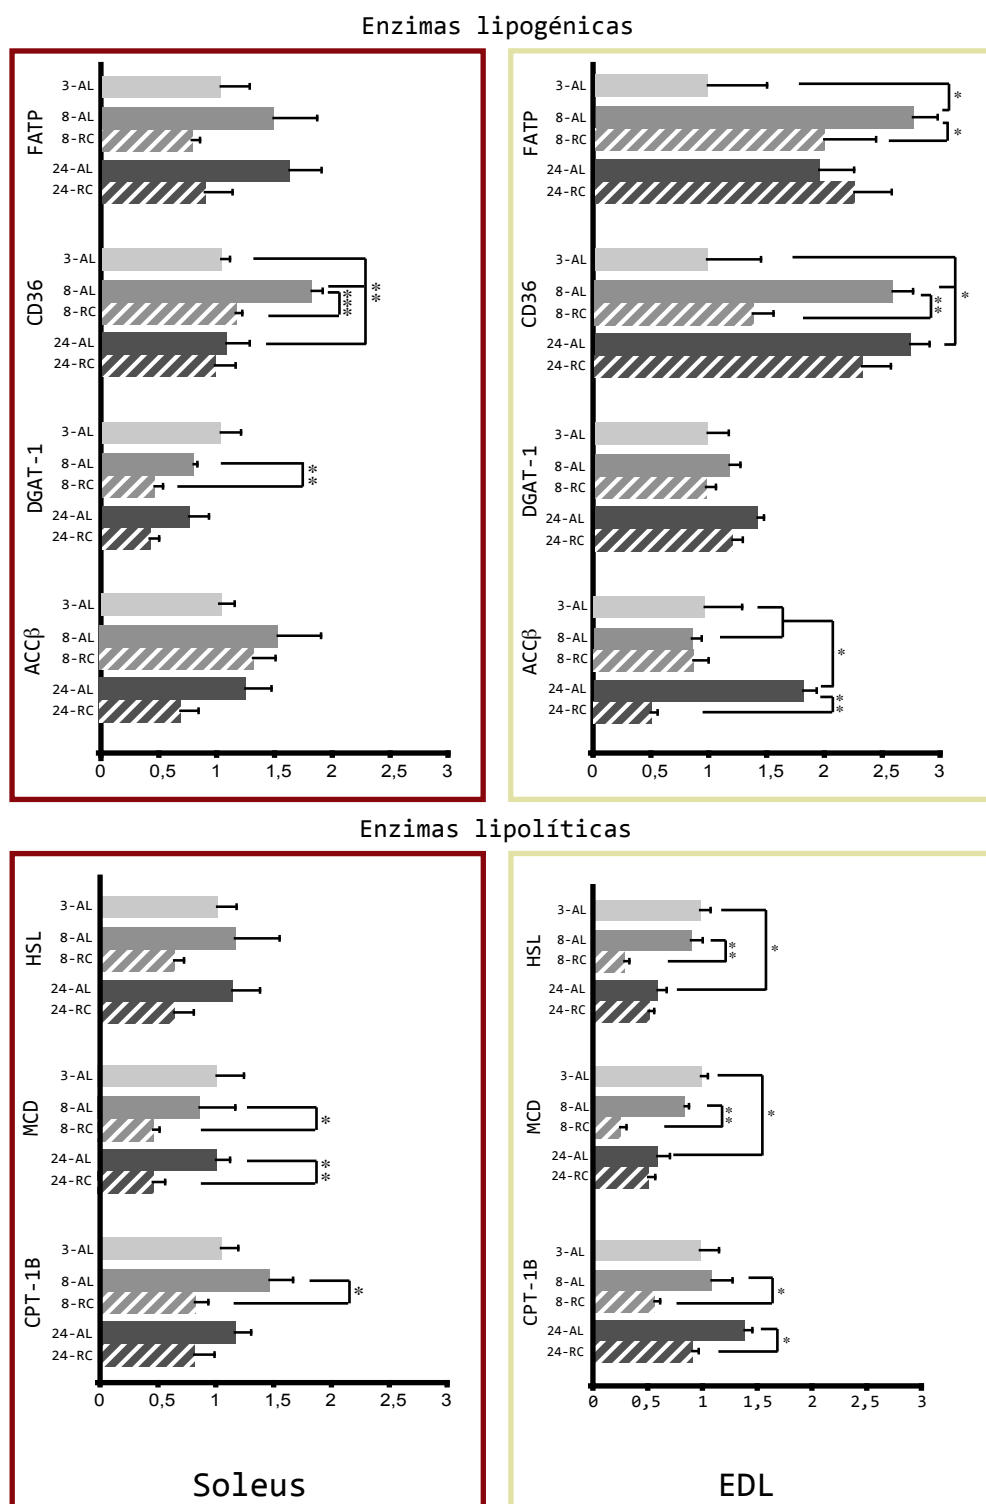 Enzimas lipogénicas
FATP
3-AL
8-AL
8-RC
24-AL
24-RC
CD36
3-AL
8-AL
8-RC
24-AL
24-RC
**
***
DGAT-1
3-AL
8-AL
8-RC
24-AL
24-RC
**
ACCβ
3-AL
8-AL
8-RC
24-AL
24-RC
0 0,5 1 1,5 2 2,5 3
FATP
3-AL
8-AL
8-RC
24-AL
24-RC
*
*
CD36
3-AL
8-AL
8-RC
24-AL
24-RC
**
*
DGAT-1
3-AL
8-AL
8-RC
24-AL
24-RC
ACCβ
3-AL
8-AL
8-RC
24-AL
24-RC
*
**
0 0,5 1 1,5 2 2,5 3
Enzimas lipolíticas
HSL
3-AL
8-AL
8-RC
24-AL
24-RC
MCD
3-AL
8-AL
8-RC
24-AL
24-RC
*
**
CPT-1B
3-AL
8-AL
8-RC
24-AL
24-RC
*
0 0,5 1 1,5 2 2,5 3
Soleus
HSL
3-AL
8-AL
8-RC
24-AL
24-RC
**
*
MCD
3-AL
8-AL
8-RC
24-AL
24-RC
**
*
CPT-1B
3-AL
8-AL
8-RC
24-AL
24-RC
*
*
0 0,5 1 1,5 2 2,5 3
EDL